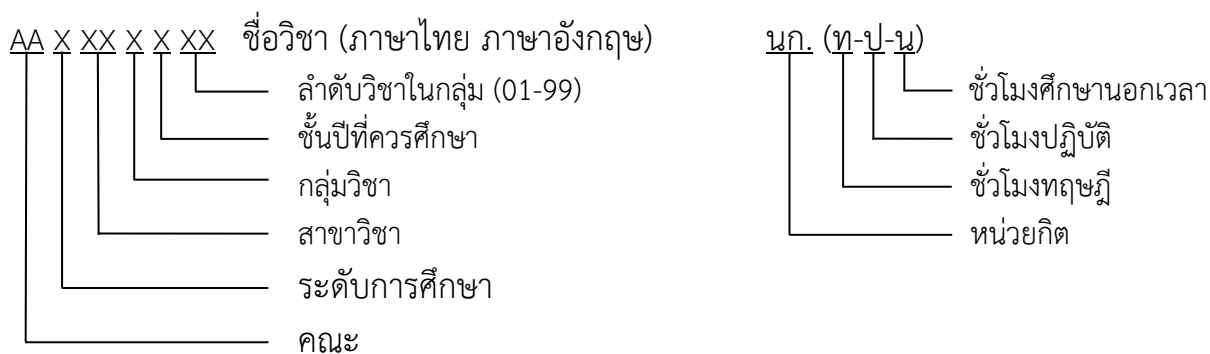 AA X XX X X XX ชื่อวิชา (ภาษาไทย ภาษาอังกฤษ) นก. (ท-ป-น)
ลำดับวิชาในกลุ่ม (01-99) ชั่วโมงศึกษานอกเวลา
ชั้นปีที่ควรศึกษา ชั่วโมงปฏิบัติ
กลุ่มวิชา ชั่วโมงทฤษฎี
สาขาวิชา หน่วยกิต
ระดับการศึกษา
คณะ